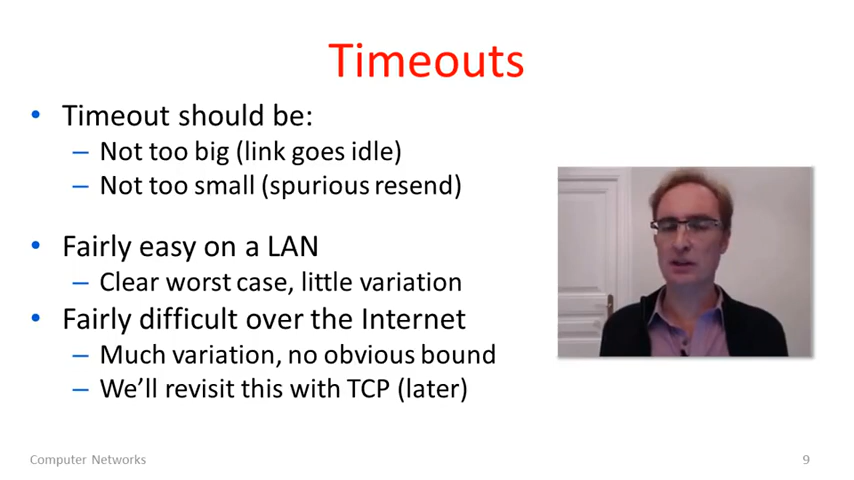 Timeouts
• Timeout should be:
– Not too big (link goes idle)
– Not too small (spurious resend)
• Fairly easy on a LAN
– Clear worst case, little variation
• Fairly difficult over the Internet
– Much variation, no obvious bound
– We'll revisit this with TCP (later)
Computer Networks
9